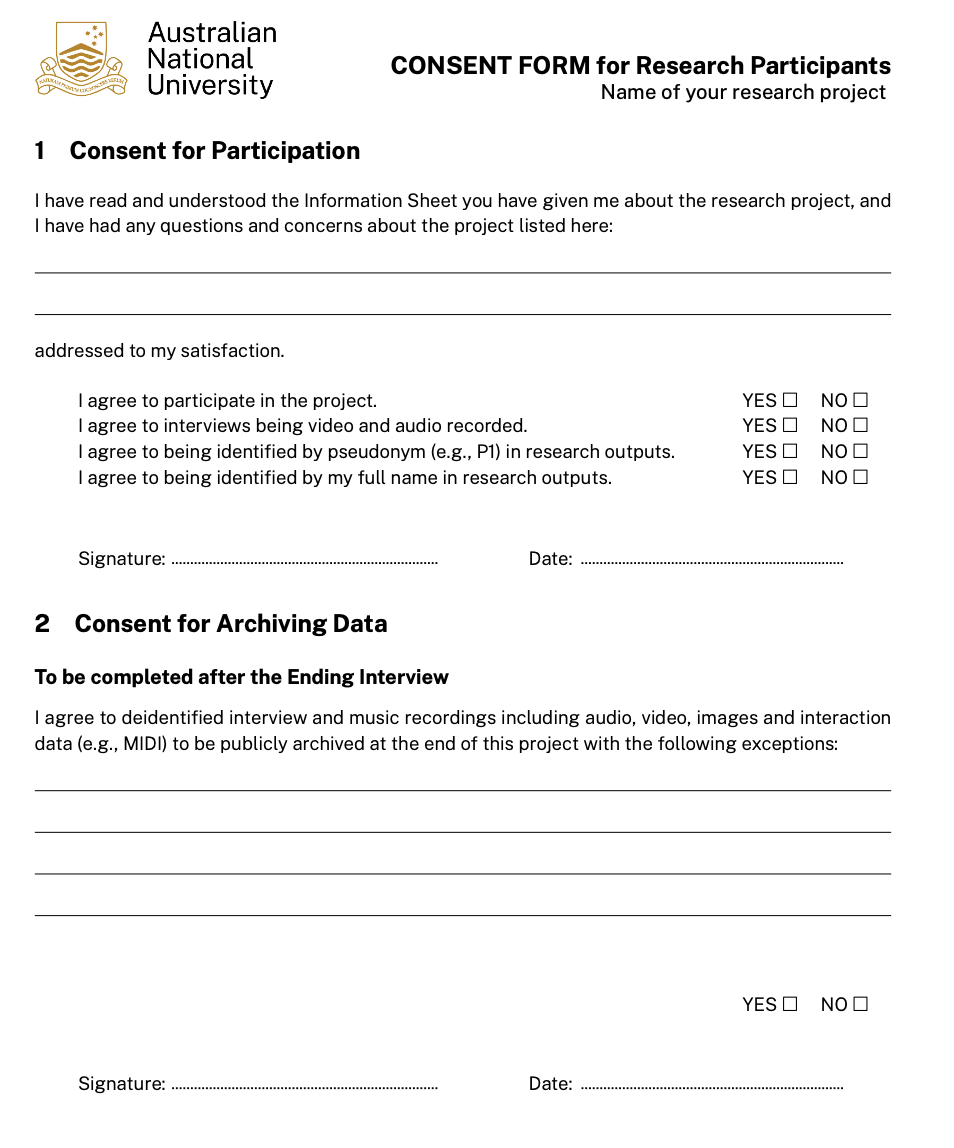 Australian
National
University
CONSENT FORM for Research Participants
Name of your research project
1 Consent for Participation
I have read and understood the Information Sheet you have given me about the research project, and
I have had any questions and concerns about the project listed here:
addressed to my satisfaction.
I agree to participate in the project. YES ☐ NO ☐
I agree to interviews being video and audio recorded. YES ☐ NO ☐
I agree to being identified by pseudonym (e.g., P1) in research outputs. YES ☐ NO ☐
I agree to being identified by my full name in research outputs. YES ☐ NO ☐
Signature: ........................................ Date: ........................................
2 Consent for Archiving Data
To be completed after the Ending Interview
I agree to deidentified interview and music recordings including audio, video, images and interaction
data (e.g., MIDI) to be publicly archived at the end of this project with the following exceptions:
YES ☐ NO ☐
Signature: ........................................ Date: ........................................